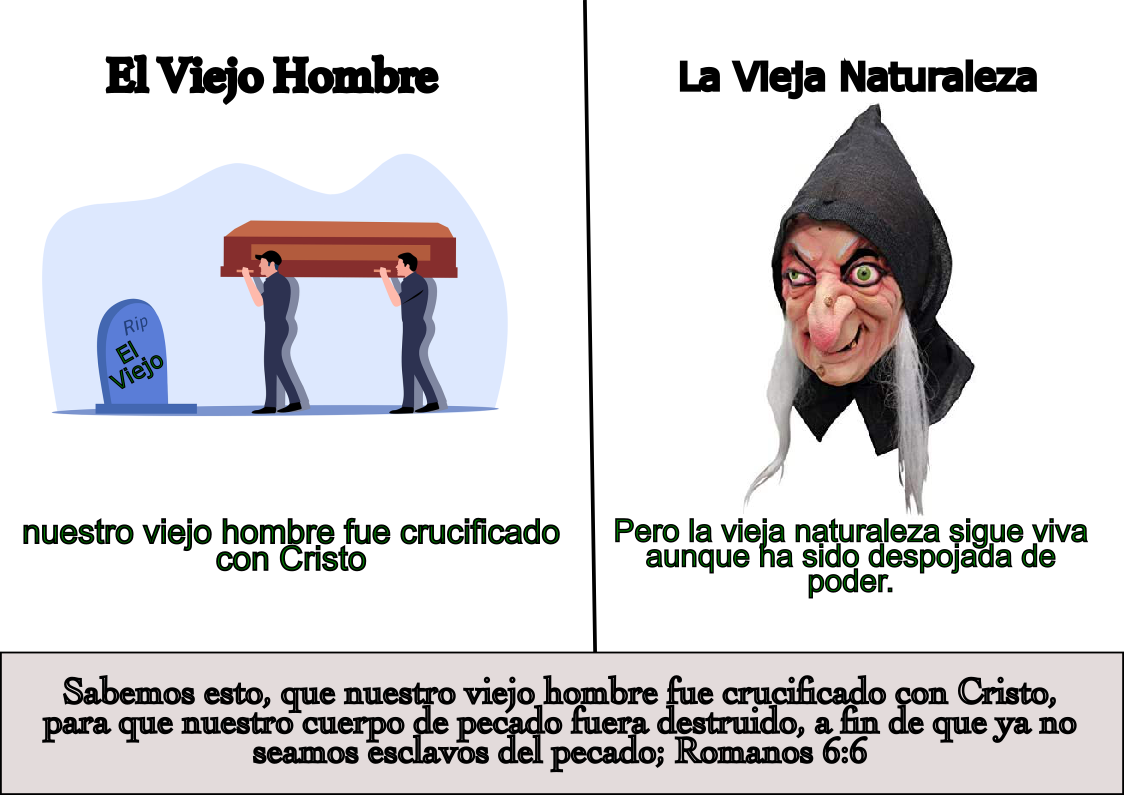 El Viejo Hombre
Rip
El
Viejo
nuestro viejo hombre fue crucificado
con Cristo
La Vieja Naturaleza
Pero la vieja naturaleza sigue viva
aunque ha sido despojada de
poder.
Sabemos esto, que nuestro viejo hombre fue crucificado con Cristo,
para que nuestro cuerpo de pecado fuera destruido, a fin de que ya no
seamos esclavos del pecado; Romanos 6:6